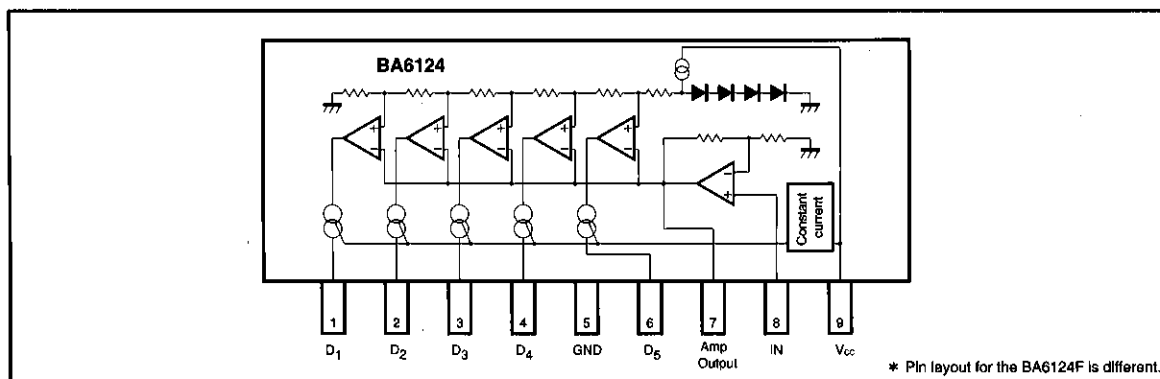 BA6124
+ + + + +
− − − − −
−
+
Constant
current
1 2 3 4 5 6 7 8 9
D1 D2 D3 D4 GND D5 Amp Output IN Vcc
* Pin layout for the BA6124F is different.